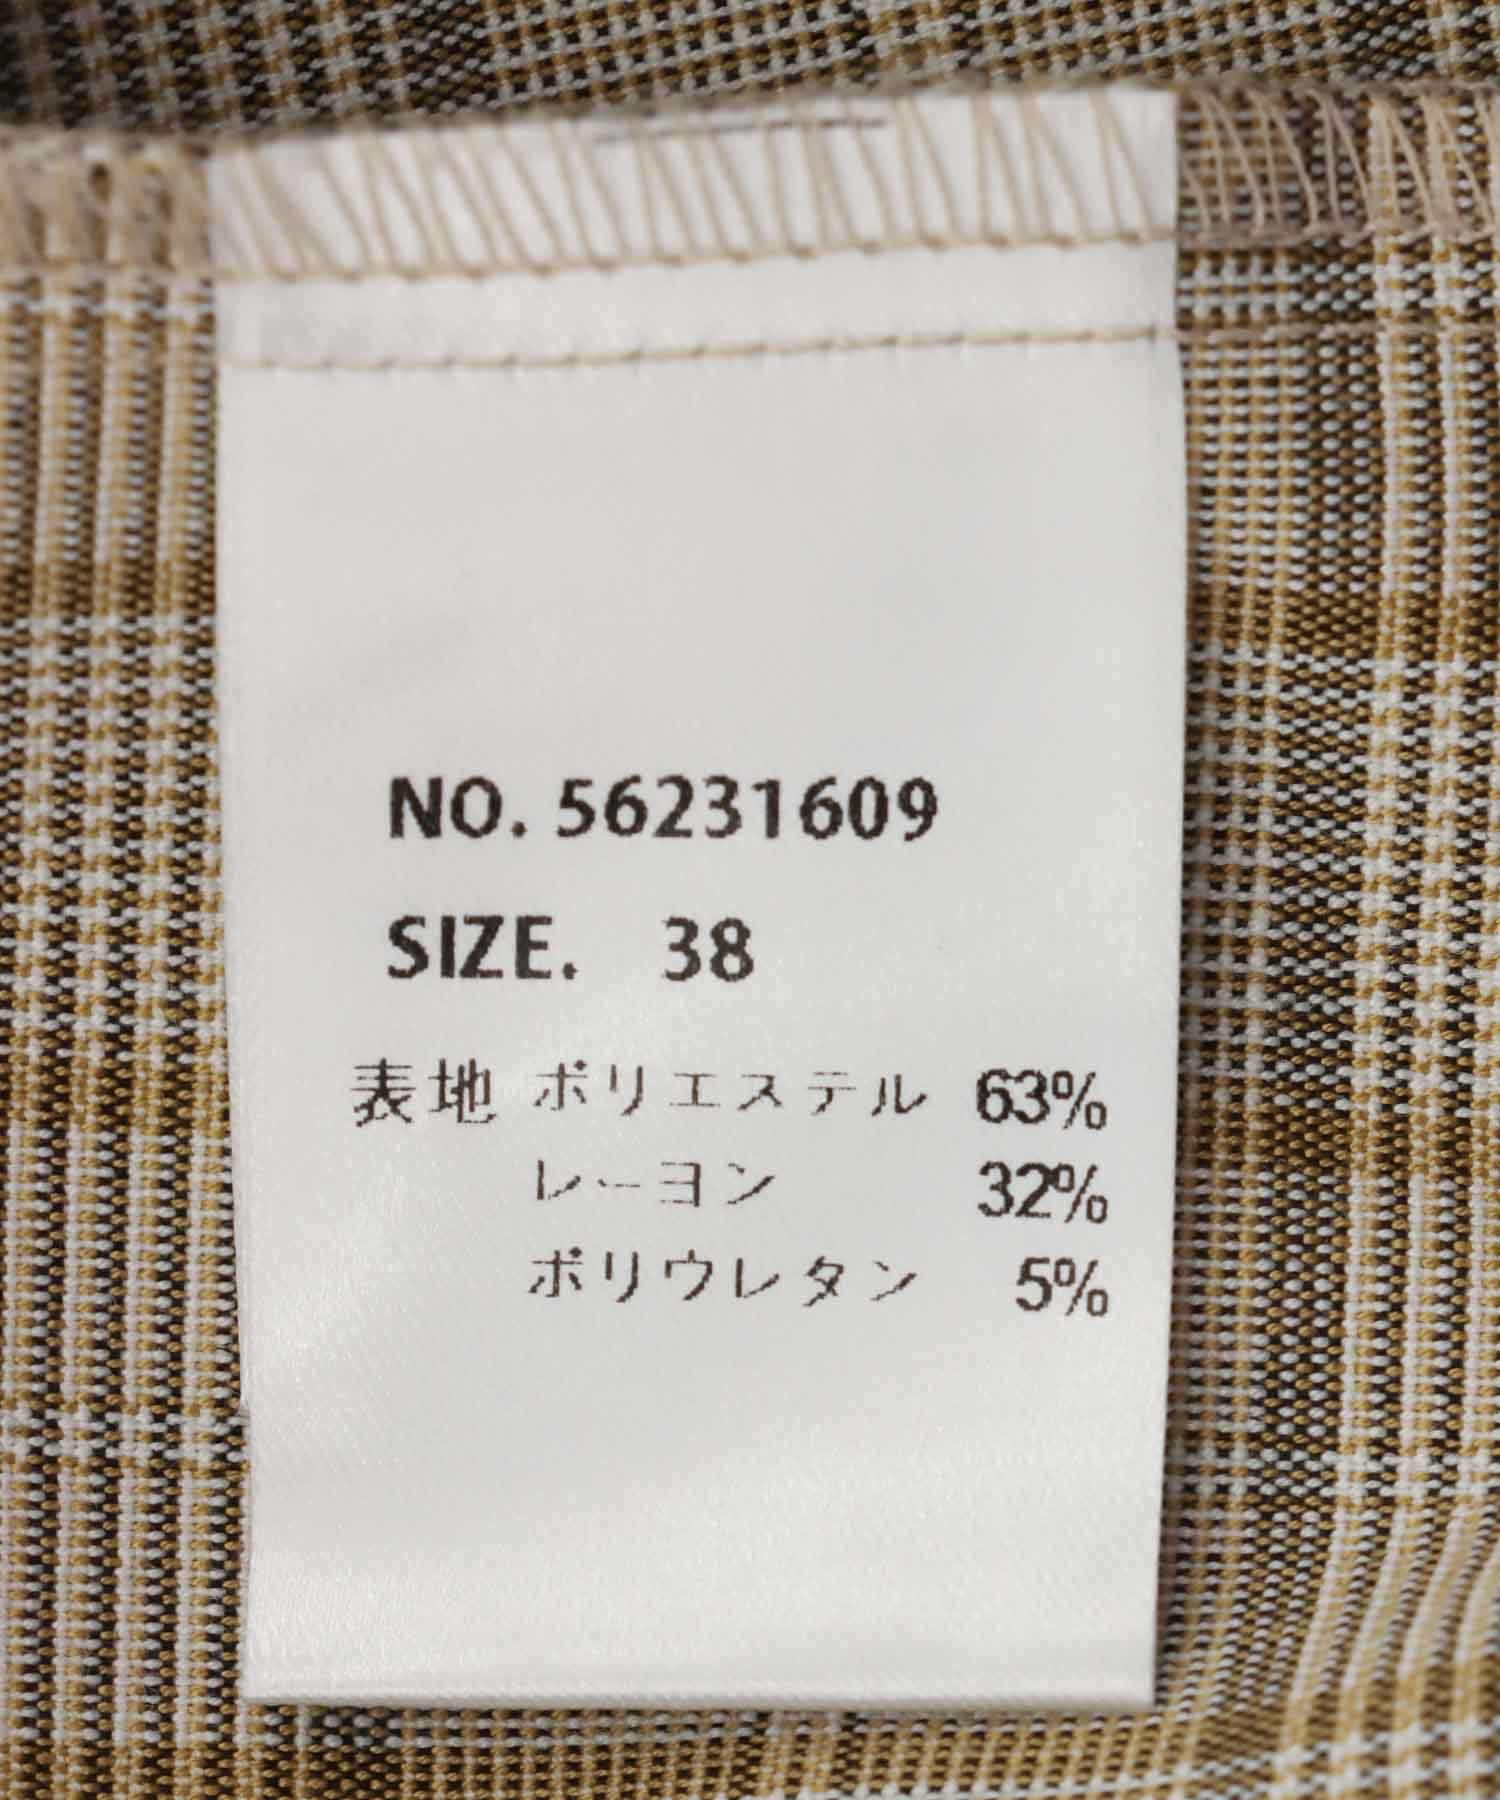 NO. 56231609
SIZE. 38
表地 ポリエステル 63%
レーヨン 32%
ポリウレタン 5%